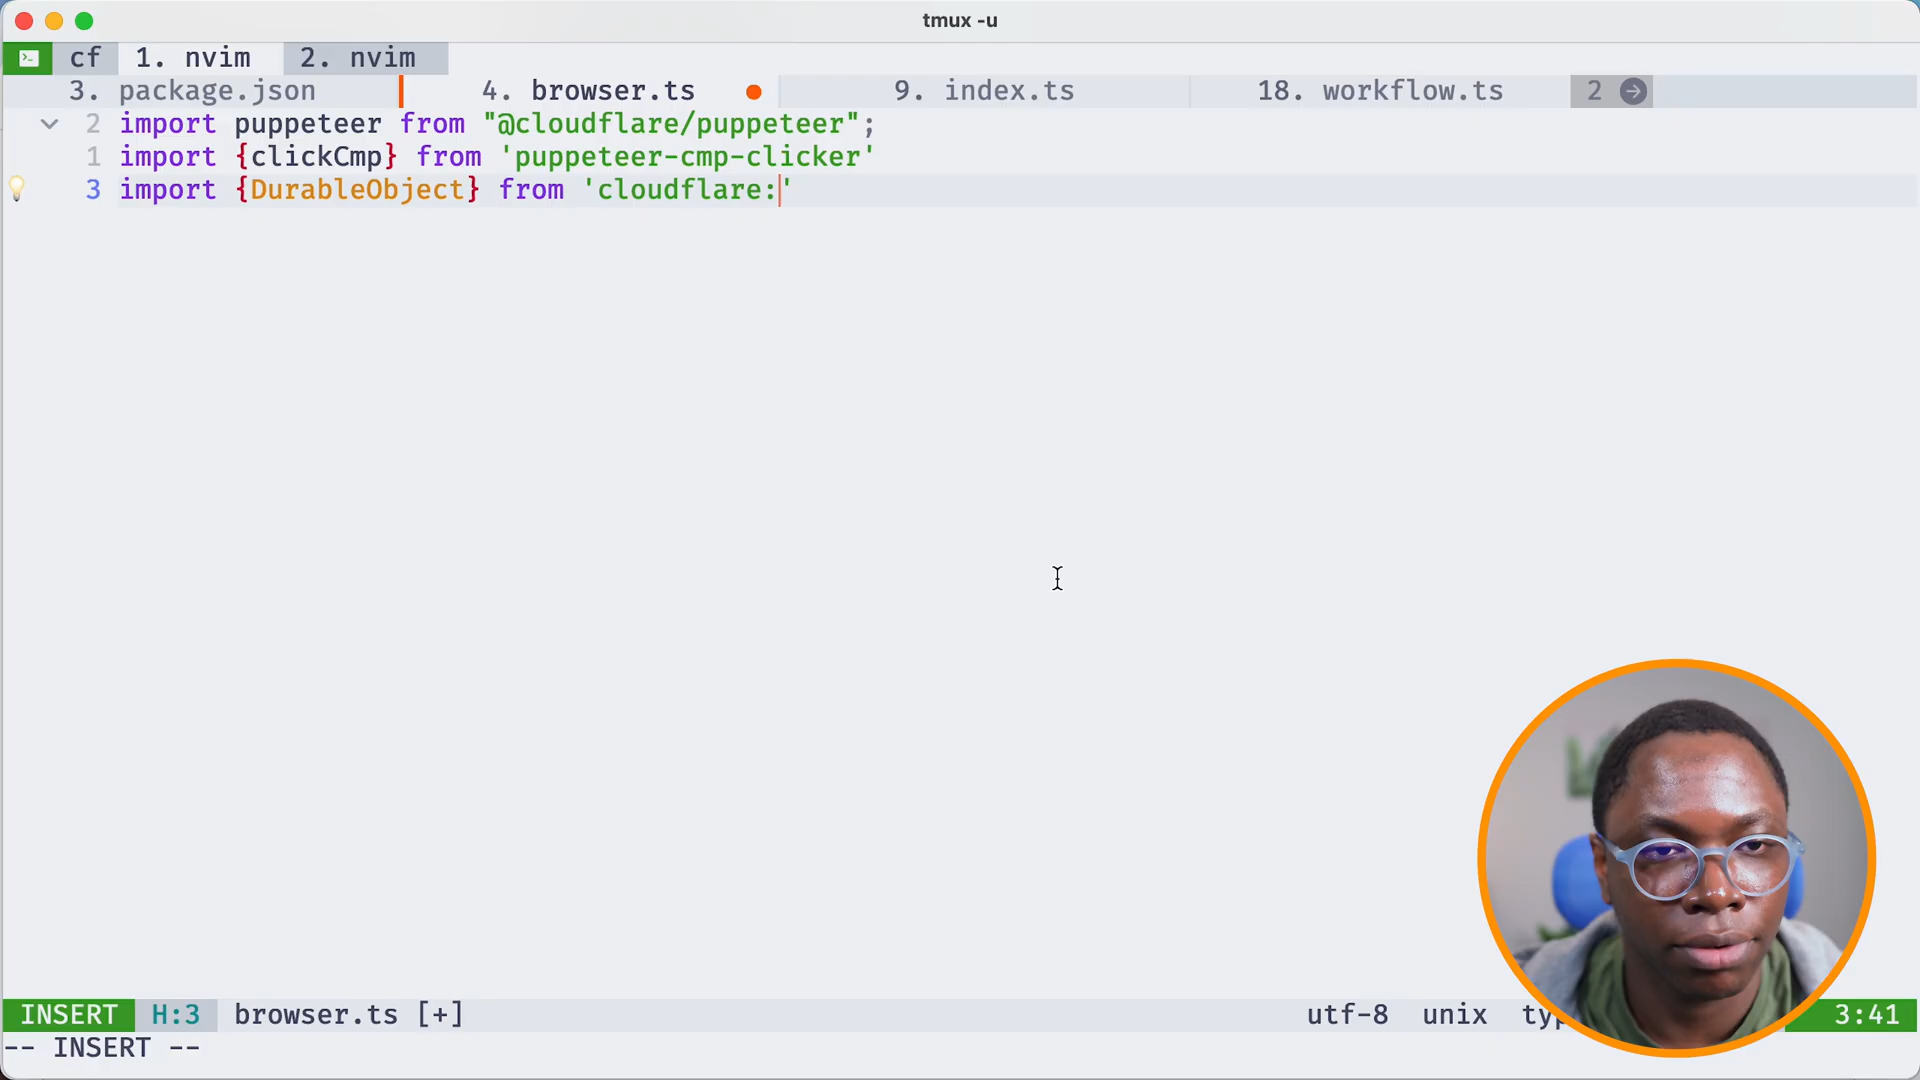 tmux -u
cf 1. nvim 2. nvim
3. package.json 4. browser.ts 9. index.ts 18. workflow.ts 2
2 import puppeteer from "@cloudflare/puppeteer";
1 import {clickCmp} from 'puppeteer-cmp-clicker'
3 import {DurableObject} from 'cloudflare:'
INSERT H:3 browser.ts [+] utf-8 unix 3:41
-- INSERT --